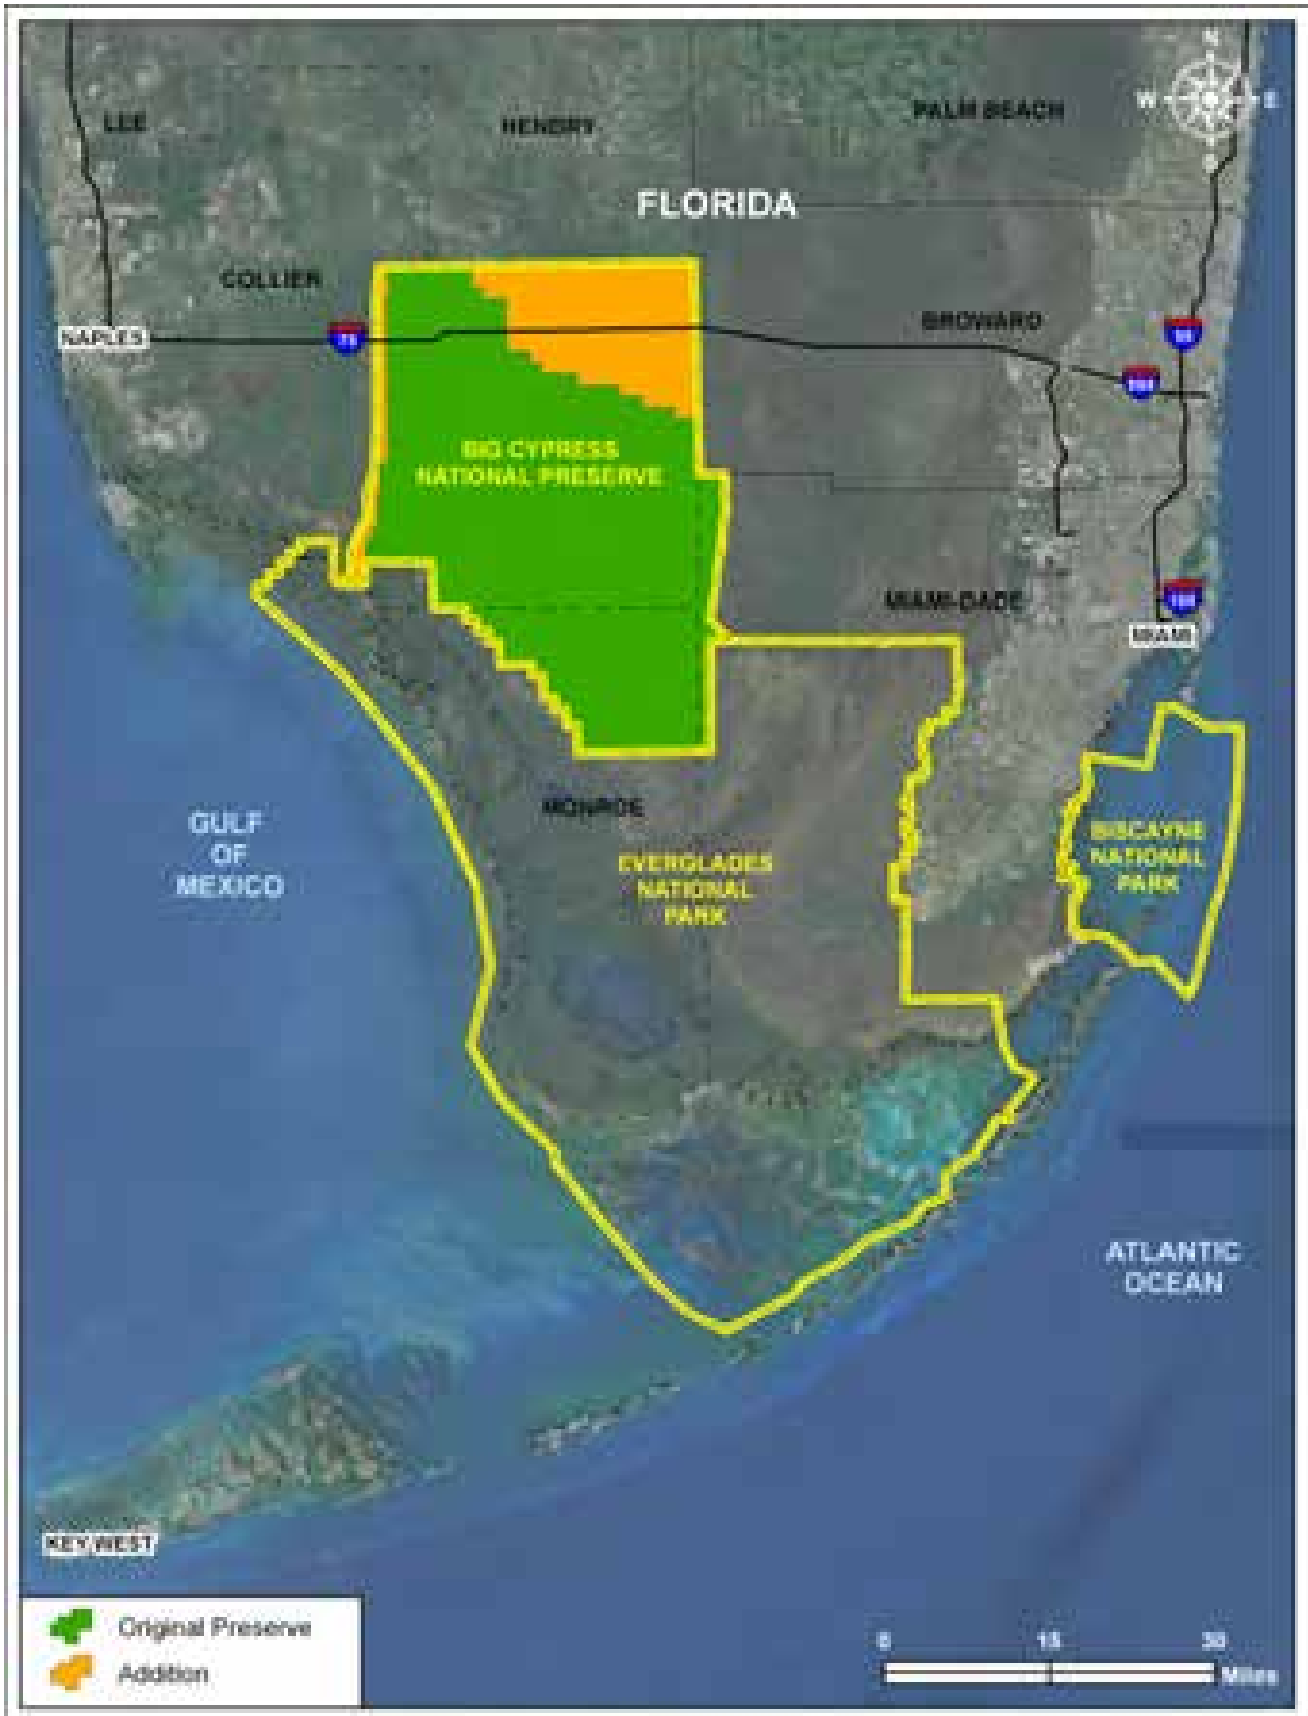 N
W E
S
LEE
HENDRY
PALM BEACH
FLORIDA
COLLIER
NAPLES
75
BROWARD
95
595
BIG CYPRESS
NATIONAL PRESERVE
MIAMI-DADE
195
MIAMI
MONROE
GULF
OF
MEXICO
EVERGLADES
NATIONAL
PARK
BISCAYNE
NATIONAL
PARK
ATLANTIC
OCEAN
KEY WEST
Original Preserve
Addition
0 15 30
Miles